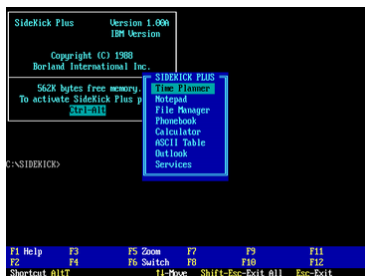 SideKick Plus Version 1.00A
IBM Version
Copyright (C) 1988
Borland International Inc.
562K bytes free memory.
To activate SideKick Plus p
Ctrl-Alt
SIDEKICK PLUS
Time Planner
Notepad
File Manager
Phonebook
Calculator
ASCII Table
Outlook
Services
C:\SIDEKICK>
F1 Help F3 F5 Zoom F7 F9 F11
F2 F4 F6 Switch F8 F10 F12
Shortcut AltT ↑↓-Move Shift-Esc-Exit All Esc-Exit